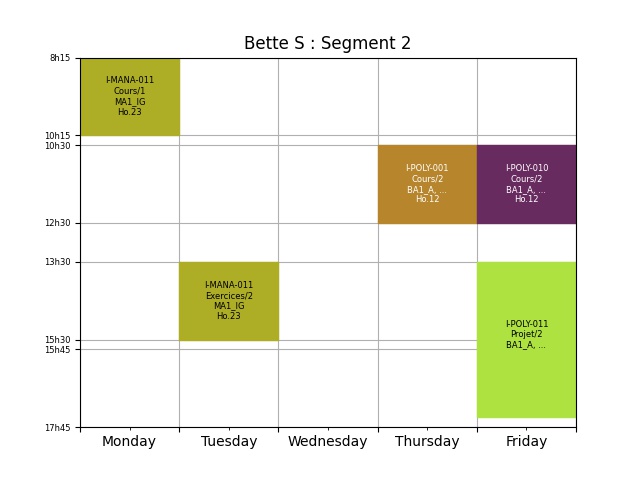 Bette S : Segment 2
8h15
I-MANA-011
Cours/1
MA1_IG
Ho.23
10h15
10h30
I-POLY-001
Cours/2
BA1_A, ...
Ho.12
I-POLY-010
Cours/2
BA1_A, ...
Ho.12
12h30
13h30
I-MANA-011
Exercices/2
MA1_IG
Ho.23
I-POLY-011
Projet/2
BA1_A, ...
15h30
15h45
17h45
Monday
Tuesday
Wednesday
Thursday
Friday